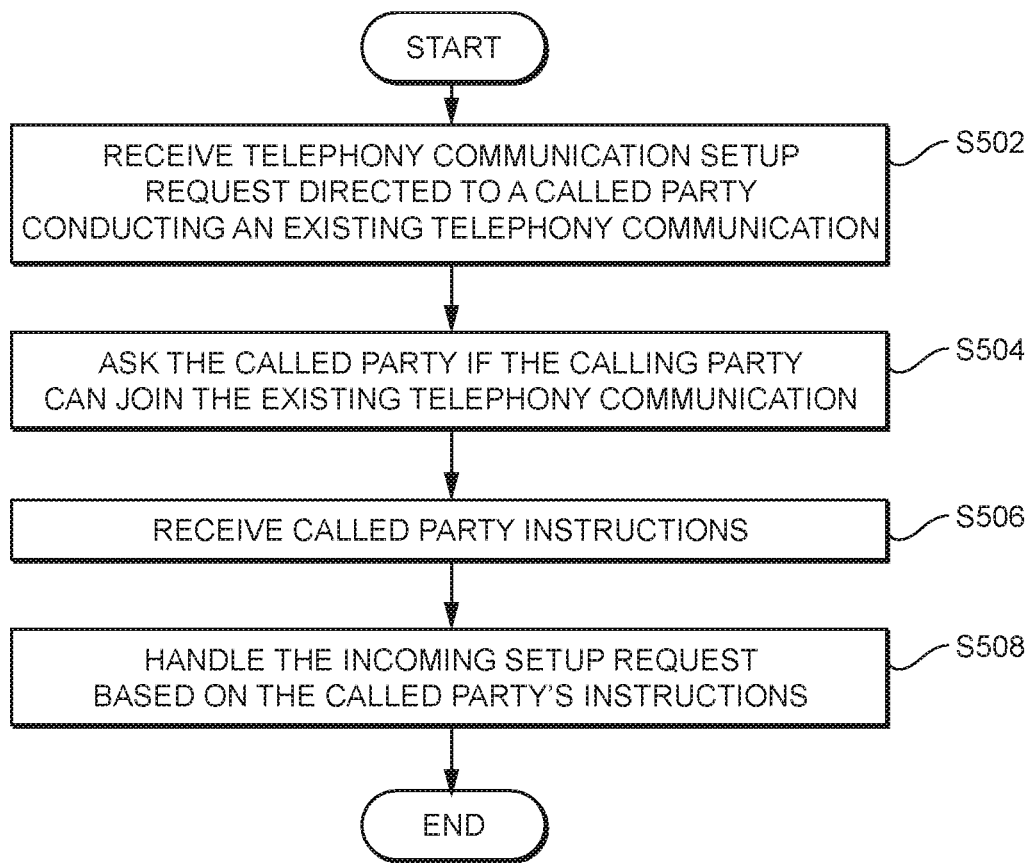 START
RECEIVE TELEPHONY COMMUNICATION SETUP
REQUEST DIRECTED TO A CALLED PARTY
CONDUCTING AN EXISTING TELEPHONY COMMUNICATION
S502
ASK THE CALLED PARTY IF THE CALLING PARTY
CAN JOIN THE EXISTING TELEPHONY COMMUNICATION
S504
RECEIVE CALLED PARTY INSTRUCTIONS
S506
HANDLE THE INCOMING SETUP REQUEST
BASED ON THE CALLED PARTY'S INSTRUCTIONS
S508
END